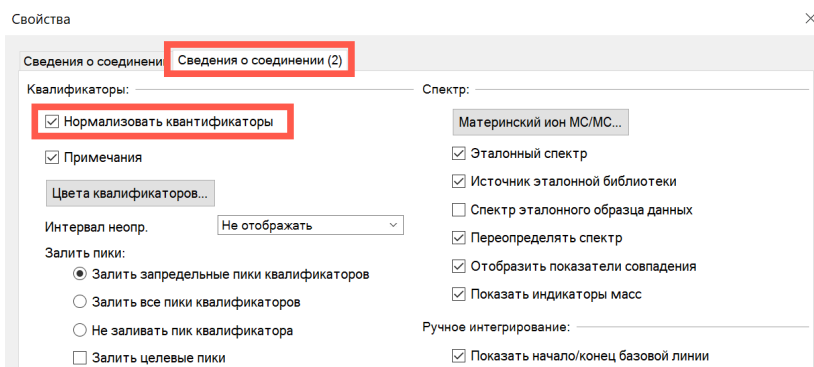 Свойства
Сведения о соединени
Сведения о соединении (2)
Квалификаторы:
Нормализовать квантификаторы
Примечания
Цвета квалификаторов...
Интервал неопр.
Не отображать
Залить пики:
Залить запредельные пики квалификаторов
Залить все пики квалификаторов
Не заливать пик квалификатора
Залить целевые пики
Спектр:
Материнский ион МС/МС...
Эталонный спектр
Источник эталонной библиотеки
Спектр эталонного образца данных
Переопределять спектр
Отобразить показатели совпадения
Показать индикаторы масс
Ручное интегрирование:
Показать начало/конец базовой линии